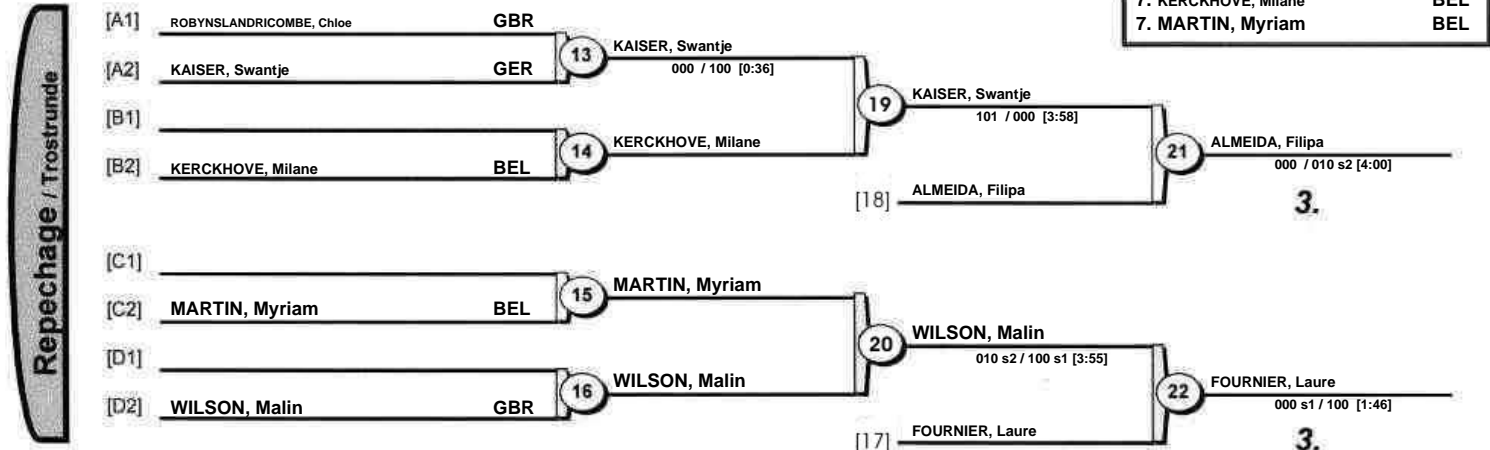 7. KERCKHOVE, Milane BEL
7. MARTIN, Myriam BEL
Repechage / Trostrunde
[A1] ROBYNSLANDRICOMBE, Chloe GBR
13 KAISER, Swantje
000 / 100 [0:36]
[A2] KAISER, Swantje GER
19 KAISER, Swantje
101 / 000 [3:58]
[B1]
14 KERCKHOVE, Milane
[B2] KERCKHOVE, Milane BEL
21 ALMEIDA, Filipa
000 / 010 s2 [4:00]
[18] ALMEIDA, Filipa
3.
[C1]
15 MARTIN, Myriam
[C2] MARTIN, Myriam BEL
20 WILSON, Malin
010 s2 / 100 s1 [3:55]
[D1]
16 WILSON, Malin
[D2] WILSON, Malin GBR
22 FOURNIER, Laure
000 s1 / 100 [1:46]
[17] FOURNIER, Laure
3.